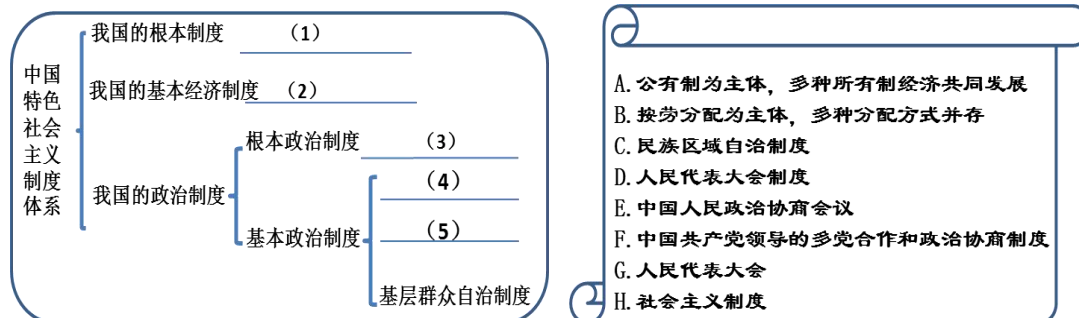 我国的根本制度 （1）
中国特色社会主义制度体系
我国的基本经济制度 （2）
根本政治制度 （3）
我国的政治制度
（4）
基本政治制度 （5）
基层群众自治制度
A.公有制为主体，多种所有制经济共同发展
B.按劳分配为主体，多种分配方式并存
C.民族区域自治制度
D.人民代表大会制度
E.中国人民政治协商会议
F.中国共产党领导的多党合作和政治协商制度
G.人民代表大会
H.社会主义制度